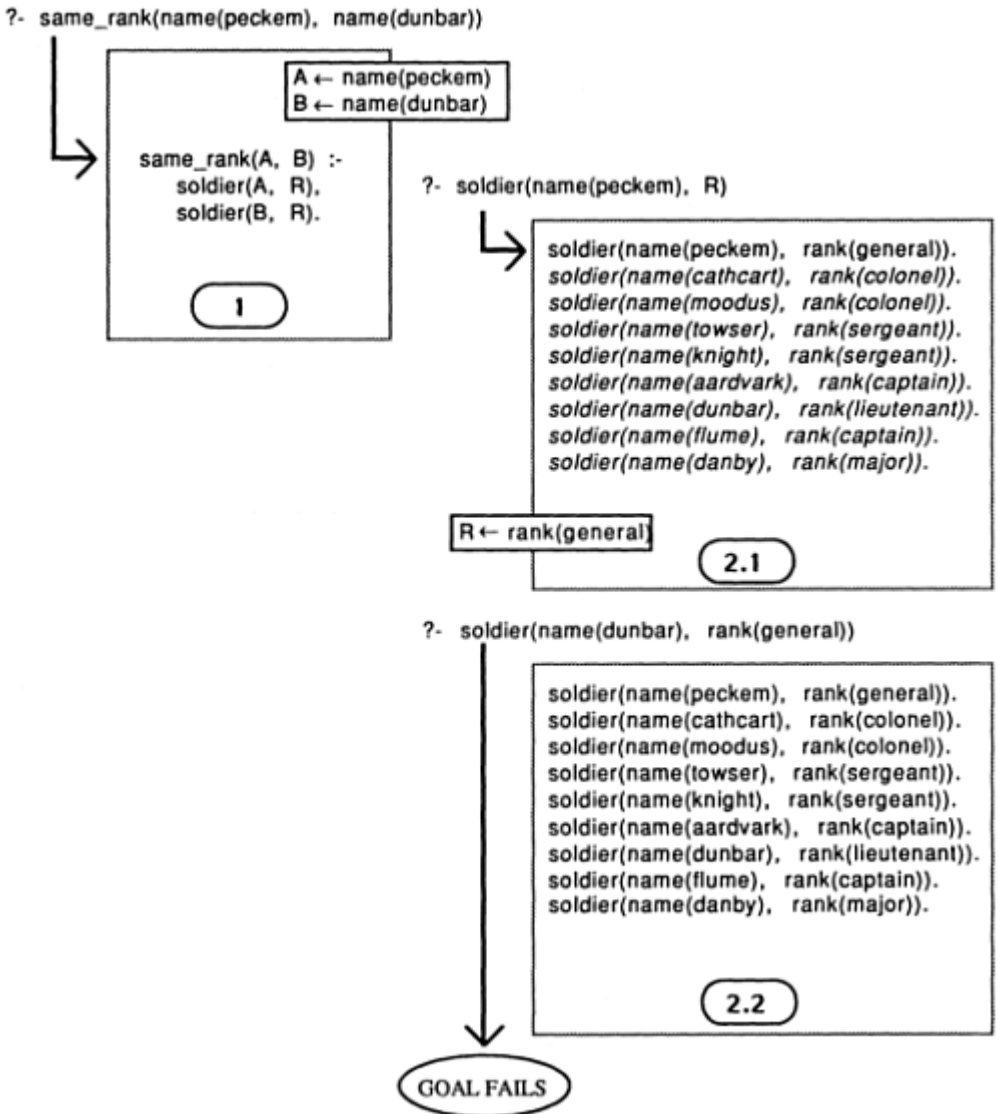 ?- same_rank(name(peckem), name(dunbar))
A ← name(peckem)
B ← name(dunbar)
same_rank(A, B) :-
soldier(A, R),
soldier(B, R).
1
?- soldier(name(peckem), R)
soldier(name(peckem), rank(general)).
soldier(name(cathcart), rank(colonel)).
soldier(name(moodus), rank(colonel)).
soldier(name(towser), rank(sergeant)).
soldier(name(knight), rank(sergeant)).
soldier(name(aardvark), rank(captain)).
soldier(name(dunbar), rank(lieutenant)).
soldier(name(flume), rank(captain)).
soldier(name(danby), rank(major)).
R ← rank(general)
2.1
?- soldier(name(dunbar), rank(general))
soldier(name(peckem), rank(general)).
soldier(name(cathcart), rank(colonel)).
soldier(name(moodus), rank(colonel)).
soldier(name(towser), rank(sergeant)).
soldier(name(knight), rank(sergeant)).
soldier(name(aardvark), rank(captain)).
soldier(name(dunbar), rank(lieutenant)).
soldier(name(flume), rank(captain)).
soldier(name(danby), rank(major)).
2.2
GOAL FAILS